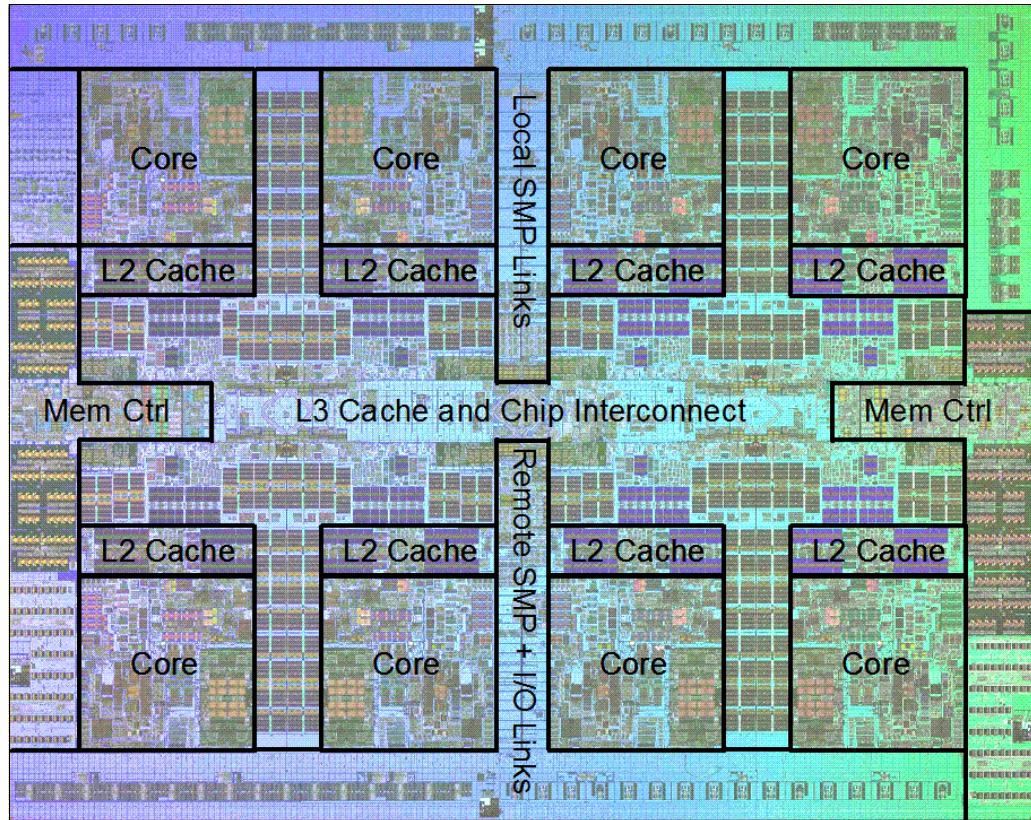 Core
Core
Local SMP Links
Core
Core
L2 Cache
L2 Cache
L2 Cache
L2 Cache
Mem Ctrl
L3 Cache and Chip Interconnect
Mem Ctrl
L2 Cache
L2 Cache
Remote SMP + I/O Links
L2 Cache
L2 Cache
Core
Core
Core
Core